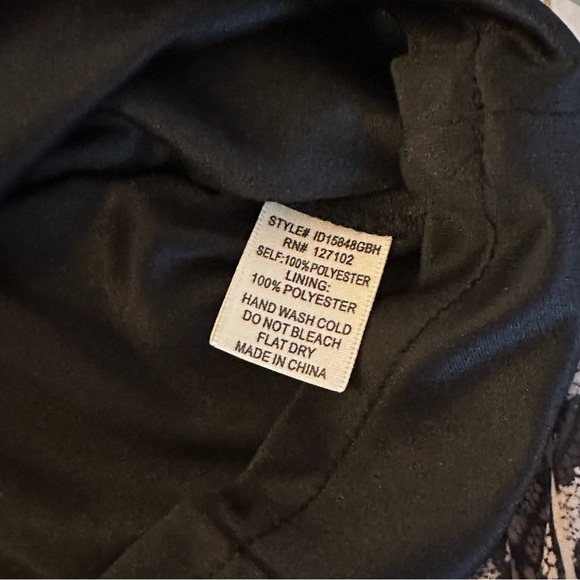 STYLE# ID15848GBH
RN# 127102
SELF:100%POLYESTER
LINING:
100% POLYESTER
HAND WASH COLD
DO NOT BLEACH
FLAT DRY
MADE IN CHINA